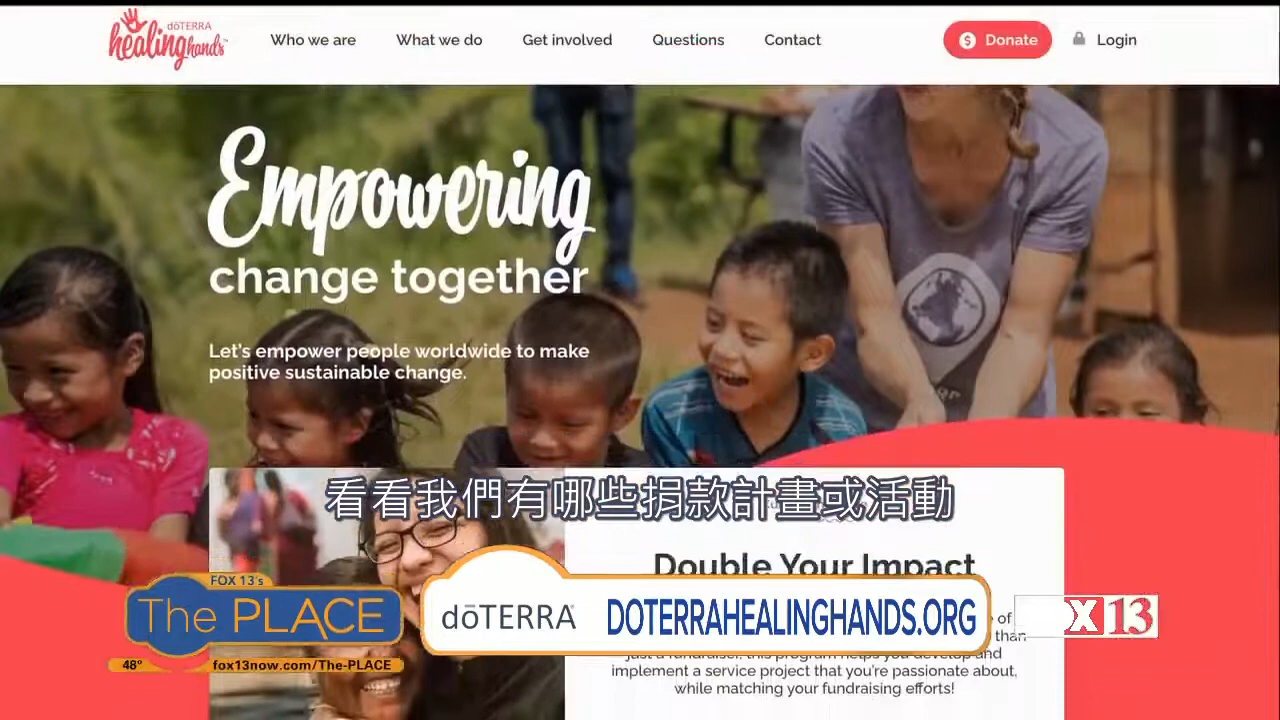 dōTERRA
healing hands™
Who we are
What we do
Get involved
Questions
Contact
Donate
Login
Empowering
change together
Let's empower people worldwide to make
positive sustainable change.
看看我們有哪些捐款計畫或活動
Double Your Impact
of
than
just a fundraiser, this program helps you develop and
implement a service project that you're passionate about,
while matching your fundraising efforts!
FOX 13's
The PLACE
48°
fox13now.com/The-PLACE
dōTERRA®
DOTERRAHEALINGHANDS.ORG
X 13